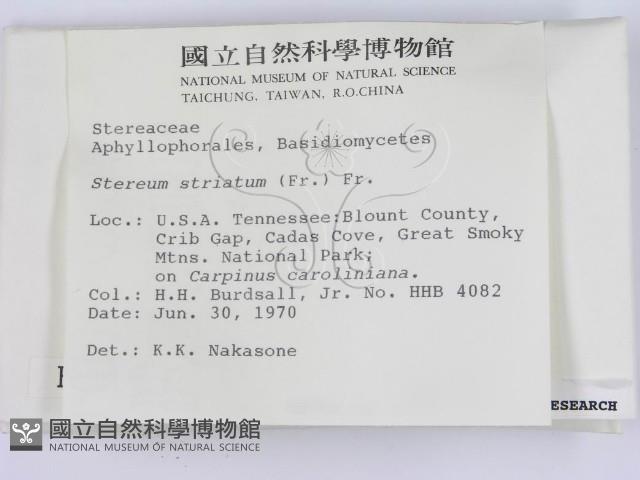 國立自然科學博物館
NATIONAL MUSEUM OF NATURAL SCIENCE
TAICHUNG, TAIWAN, R.O.CHINA
Stereaceae
Aphyllophorales, Basidiomycetes
Stereum striatum (Fr.) Fr.
Loc.: U.S.A. Tennessee:Blount County,
Crib Gap, Cadas Cove, Great Smoky
Mtns. National Park;
on Carpinus caroliniana.
Col.: H.H. Burdsall, Jr. No. HHB 4082
Date: Jun. 30, 1970
Det.: K.K. Nakasone
ESEARCH
國立自然科學博物館
NATIONAL MUSEUM OF NATURAL SCIENCE